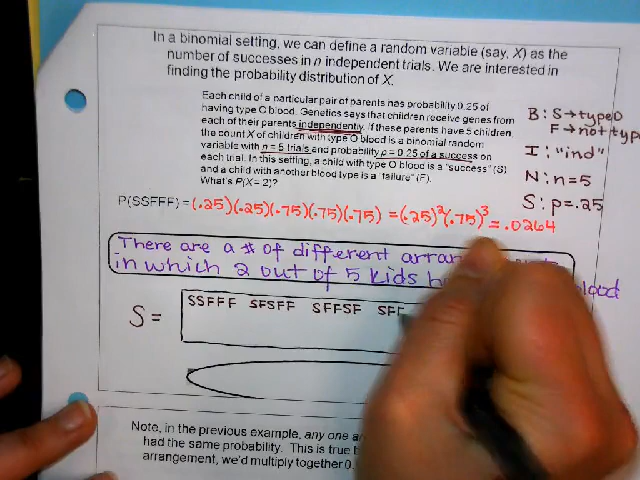 In a binomial setting, we can define a random variable (say, X) as the
number of successes in n independent trials. We are interested in
finding the probability distribution of X.
Each child of a particular pair of parents has probability 0.25 of
having type O blood. Genetics says that children receive genes from
each of their parents independently. If these parents have 5 children,
the count X of children with type O blood is a binomial random
variable with n = 5 trials and probability p = 0.25 of a success on
each trial. In this setting, a child with type O blood is a "success" (S)
and a child with another blood type is a "failure" (F).
What's P(X = 2)?
B: S→type O
F→not type
I: "ind"
N: n=5
S: p=.25
P(SSFFF) = (.25)(.25)(.75)(.75)(.75) = (.25)²(.75)³ = .0264
There are a # of different
in which 2 out of 5 kids blood
S = SSFFF SFSFF SFFSF SFF
Note, in the previous example, any one
had the same probability. This is true
arrangement, we'd multiply together 0.